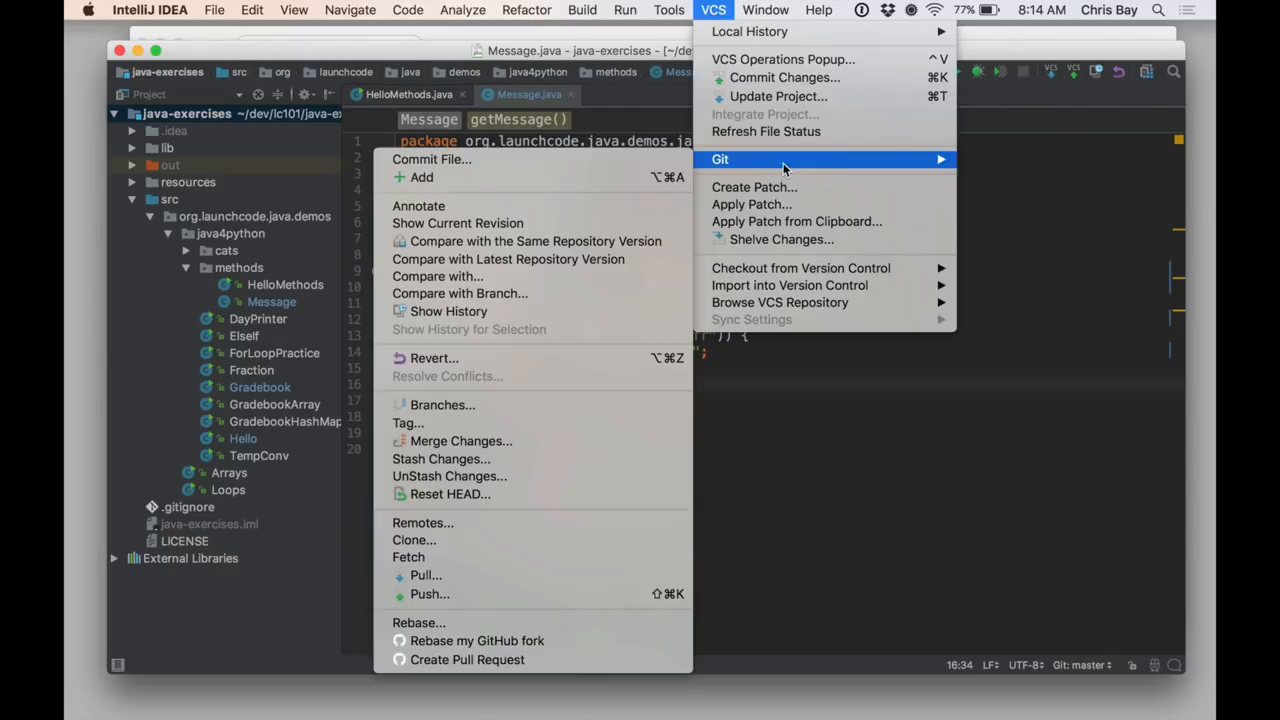 IntelliJ IDEA File Edit View Navigate Code Analyze Refactor Build Run Tools VCS Window Help 77% 8:14 AM Chris Bay
Message.java - java-exercises - [~/de
java-exercises src org launchcode java demos java4python methods Mess
Project
HelloMethods.java Message.java
Message getMessage()
java-exercises ~/dev/lc101/java-e
.idea
lib
out
resources
src
org.launchcode.java.demos
java4python
cats
methods
HelloMethods
Message
DayPrinter
ElseIf
ForLoopPractice
Fraction
Gradebook
GradebookArray
GradebookHashMap
Hello
TempConv
Arrays
Loops
.gitignore
java-exercises.iml
LICENSE
External Libraries
1 package org.launchcode.java.demos.ja
2
3
4
5
6
7
8
9
10
11
12
13 ")) {
14 ";
15
16
17
18
19
20
Commit File...
Add ⌥⌘A
Annotate
Show Current Revision
Compare with the Same Repository Version
Compare with Latest Repository Version
Compare with...
Compare with Branch...
Show History
Show History for Selection
Revert... ⌥⌘Z
Resolve Conflicts...
Branches...
Tag...
Merge Changes...
Stash Changes...
UnStash Changes...
Reset HEAD...
Remotes...
Clone...
Fetch
Pull...
Push... ⇧⌘K
Rebase...
Rebase my GitHub fork
Create Pull Request
Local History
VCS Operations Popup... ^V
Commit Changes... ⌘K
Update Project... ⌘T
Integrate Project...
Refresh File Status
Git
Create Patch...
Apply Patch...
Apply Patch from Clipboard...
Shelve Changes...
Checkout from Version Control
Import into Version Control
Browse VCS Repository
Sync Settings
VCS VCS
16:34 LF UTF-8 Git: master